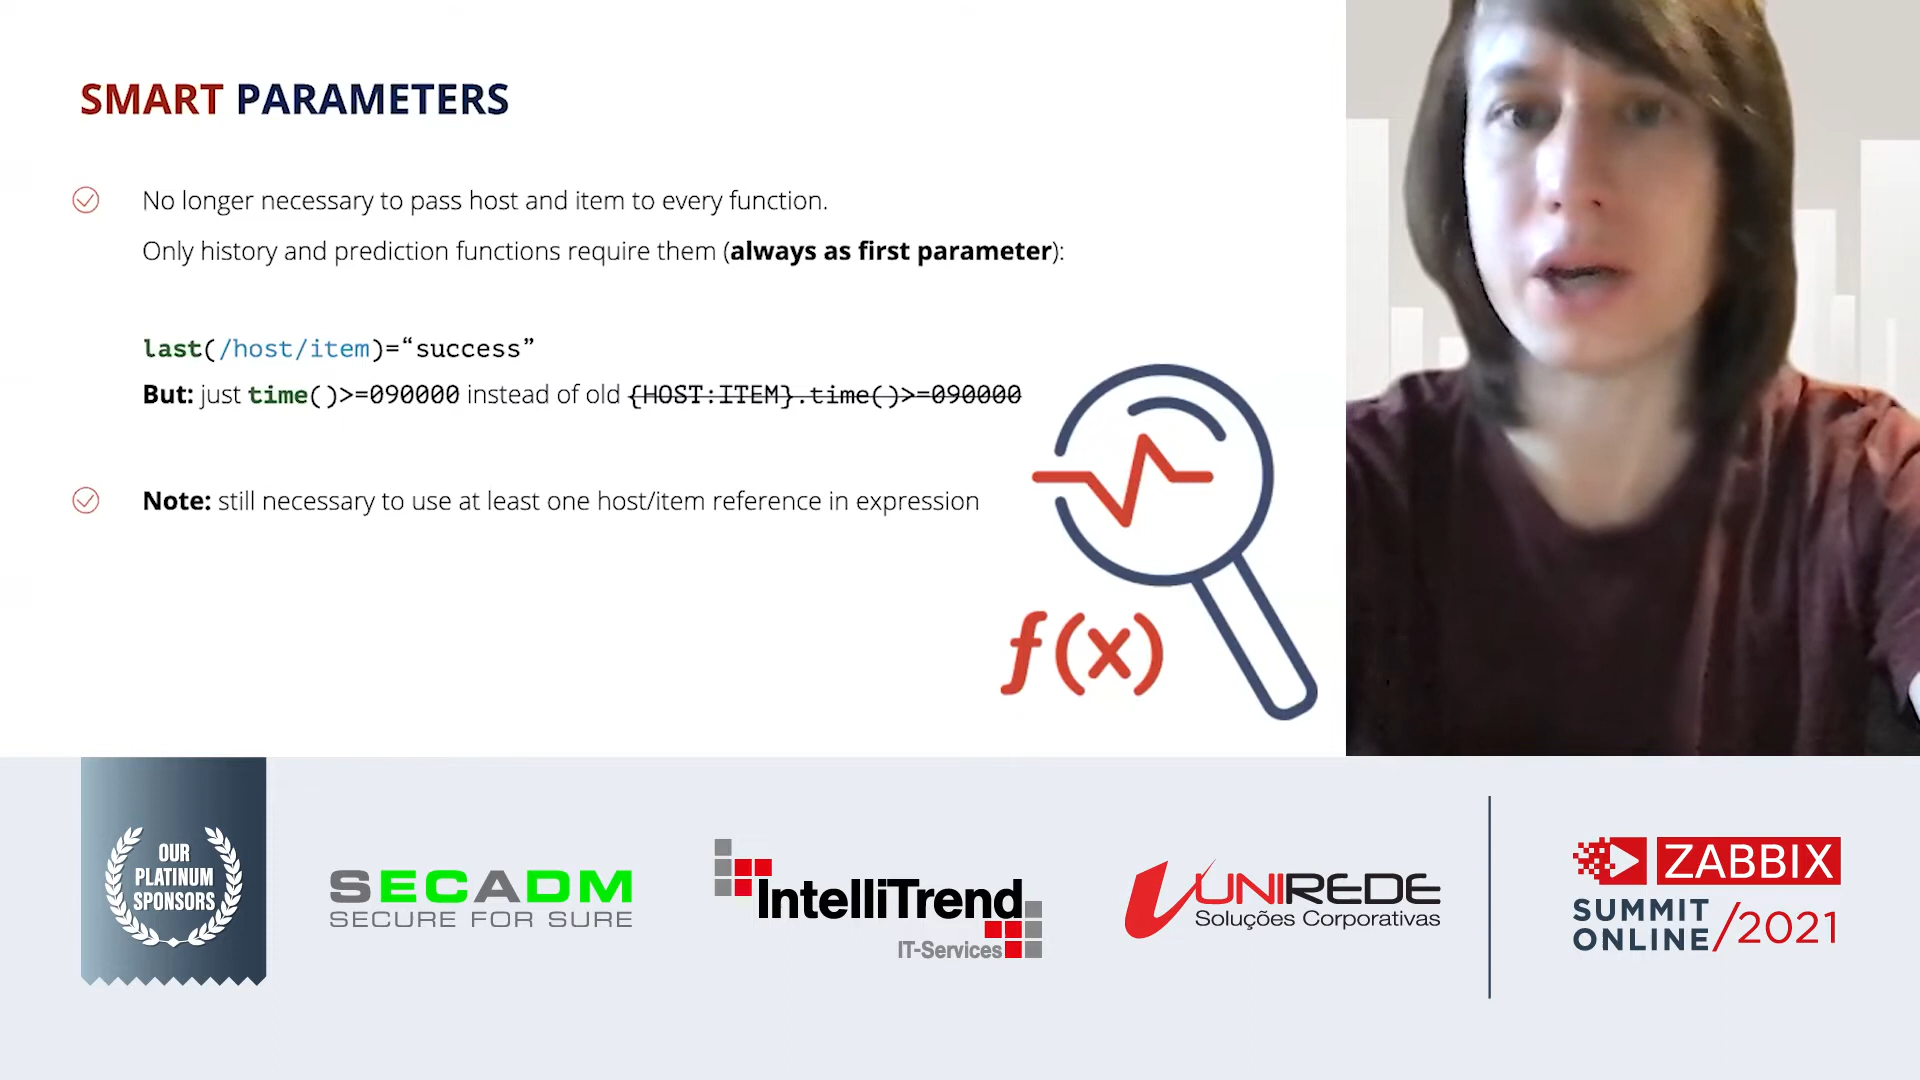 SMART PARAMETERS
No longer necessary to pass host and item to every function.
Only history and prediction functions require them (always as first parameter):
last(/host/item)=“success”
But: just time()>=090000 instead of old {HOST:ITEM}.time()>=090000
Note: still necessary to use at least one host/item reference in expression
f(x)
OUR
PLATINUM
SPONSORS
SECADM
SECURE FOR SURE
IntelliTrend
IT-Services
UNIREDE
Soluções Corporativas
ZABBIX
SUMMIT
ONLINE/2021